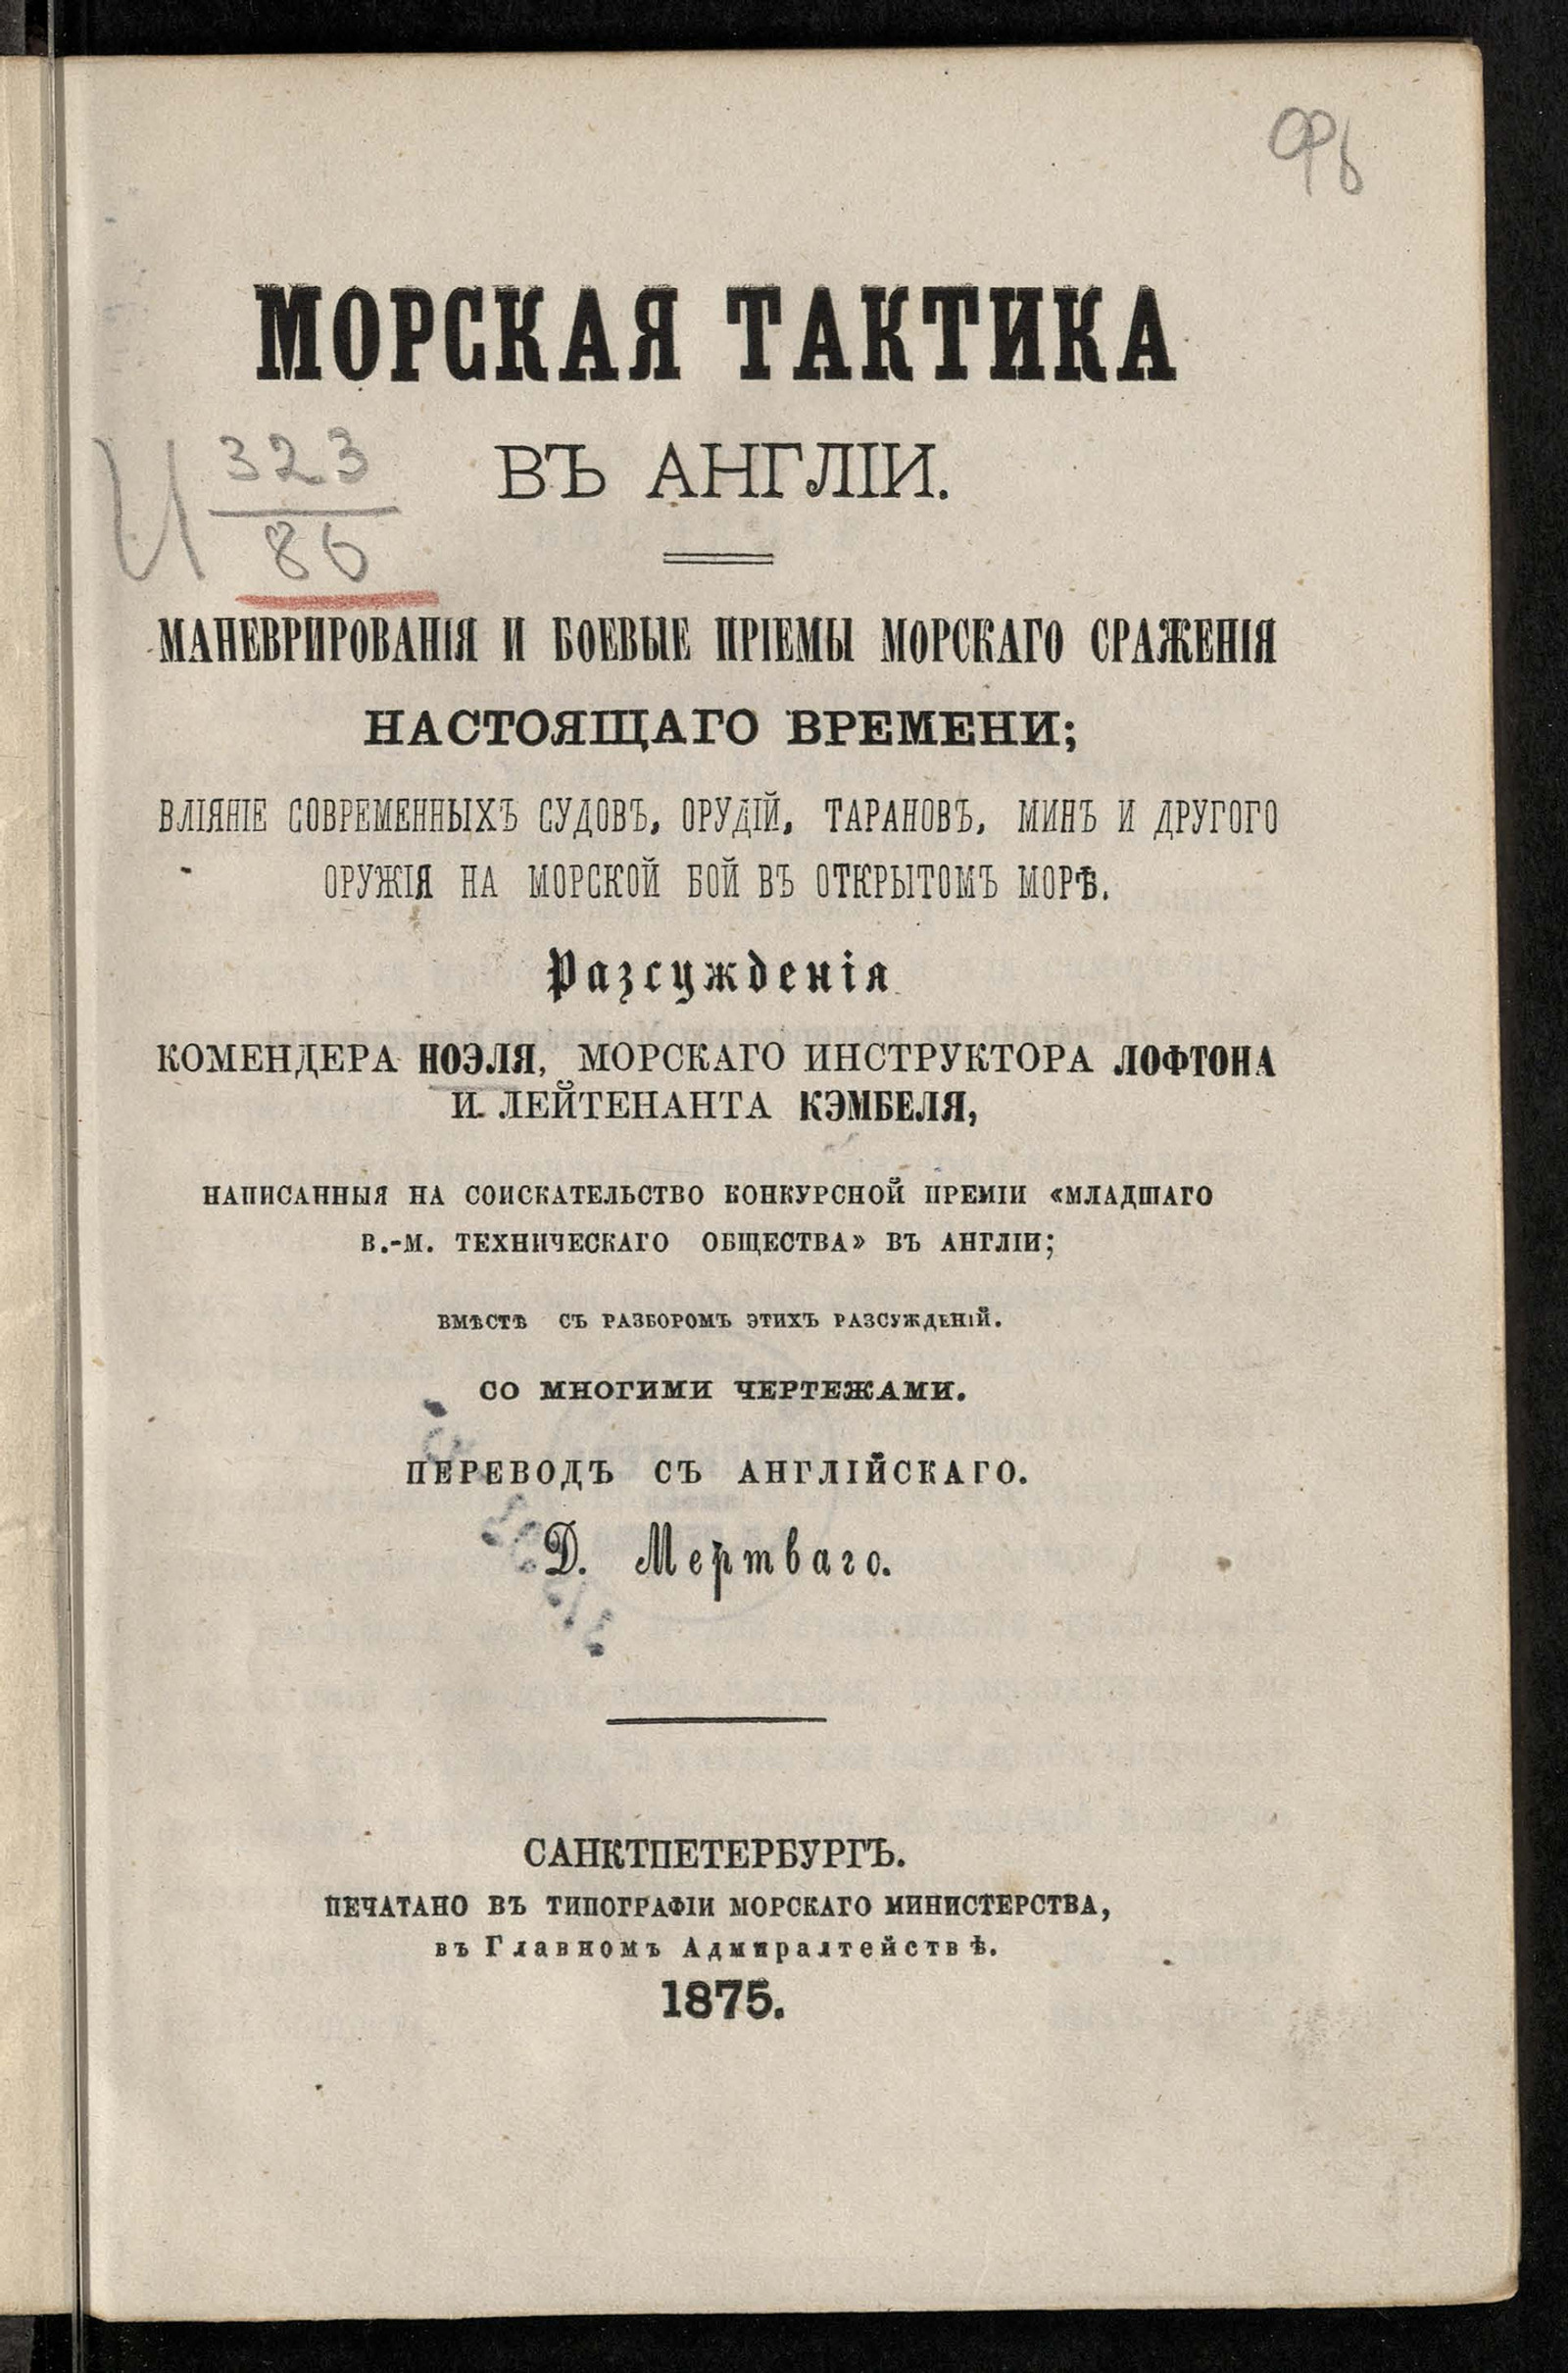 96
МОРСКАЯ ТАКТИКА
ВЪ АНГЛІИ.
И 323
86
МАНЕВРИРОВАНІЯ И БОЕВЫЕ ПРІЕМЫ МОРСКАГО СРАЖЕНІЯ
НАСТОЯЩАГО ВРЕМЕНИ;
ВЛІЯНІЕ СОВРЕМЕННЫХЪ СУДОВЪ, ОРУДІЙ, ТАРАНОВЪ, МИНЪ И ДРУГОГО
ОРУЖІЯ НА МОРСКОЙ БОЙ ВЪ ОТКРЫТОМЪ МОРѢ.
Разсужденія
КОМЕНДЕРА НОЭЛЯ, МОРСКАГО ИНСТРУКТОРА ЛОФТОНА
И ЛЕЙТЕНАНТА КЭМБЕЛЯ,
НАПИСАННЫЯ НА СОИСКАТЕЛЬСТВО КОНКУРСНОЙ ПРЕМІИ «МЛАДШАГО
В.-М. ТЕХНИЧЕСКАГО ОБЩЕСТВА» ВЪ АНГЛІИ;
ВМѢСТѢ СЪ РАЗБОРОМЪ ЭТИХЪ РАЗСУЖДЕНІЙ.
СО МНОГИМИ ЧЕРТЕЖАМИ.
ПЕРЕВОДЪ СЪ АНГЛІЙСКАГО.
Д. Мертваго.
САНКТПЕТЕРБУРГЪ.
ПЕЧАТАНО ВЪ ТИПОГРАФІИ МОРСКАГО МИНИСТЕРСТВА,
въ Главномъ Адмиралтействѣ.
1875.